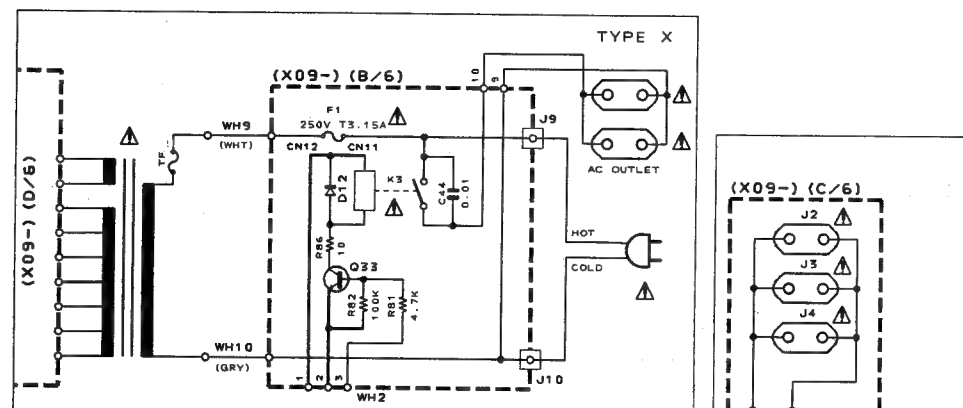 TYPE X
(X09-) (D/6)
TF
WH9
(WHT)
WH10
(GRY)
(X09-) (B/6)
F1
250V T3.15A
CN12
CN11
D12
K3
C44
0.01
R86
10
Q33
R82
100K
R81
4.7K
1
2
3
WH2
10
9
J9
J10
AC OUTLET
HOT
COLD
(X09-) (C/6)
J2
J3
J4